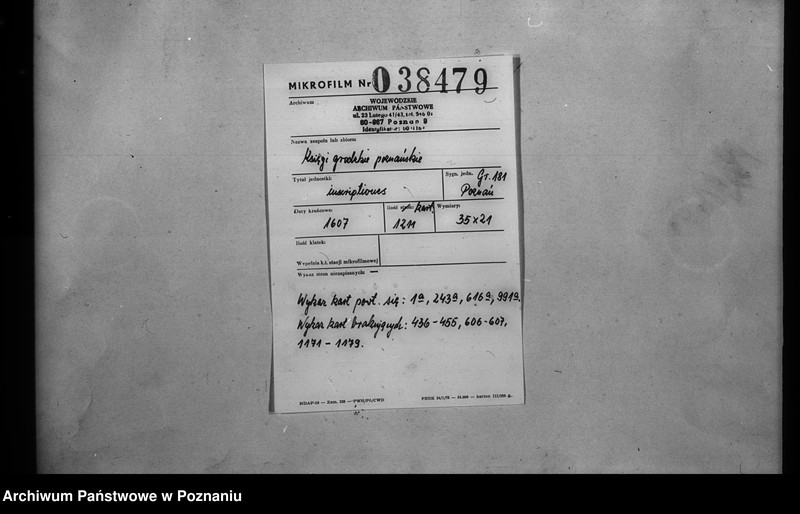 MIKROFILM Nr 038479
Archiwum
WOJEWÓDZKIE
ARCHIWUM PAŃSTWOWE
ul. 23 Lutego 41/43,
60-967 Poznań 9
Nazwa zespołu lub zbioru:
Księgi grodzkie poznańskie
Tytuł jednostki:
inscriptiones
Sygn. jedn. Gr. 181
Poznań
Daty krańcowe:
1607
Ilość kart
1211
Wymiary:
35x21
Ilość klatek:
Wypełnia k.t. stacji mikrofilmowej
Wykaz stron niezapisanych: —
Wykaz kart powt. się: 1a, 243a, 616a, 991a.
Wykaz kart brakujących: 436-455, 606-607,
1171-1179.
Archiwum Państwowe w Poznaniu